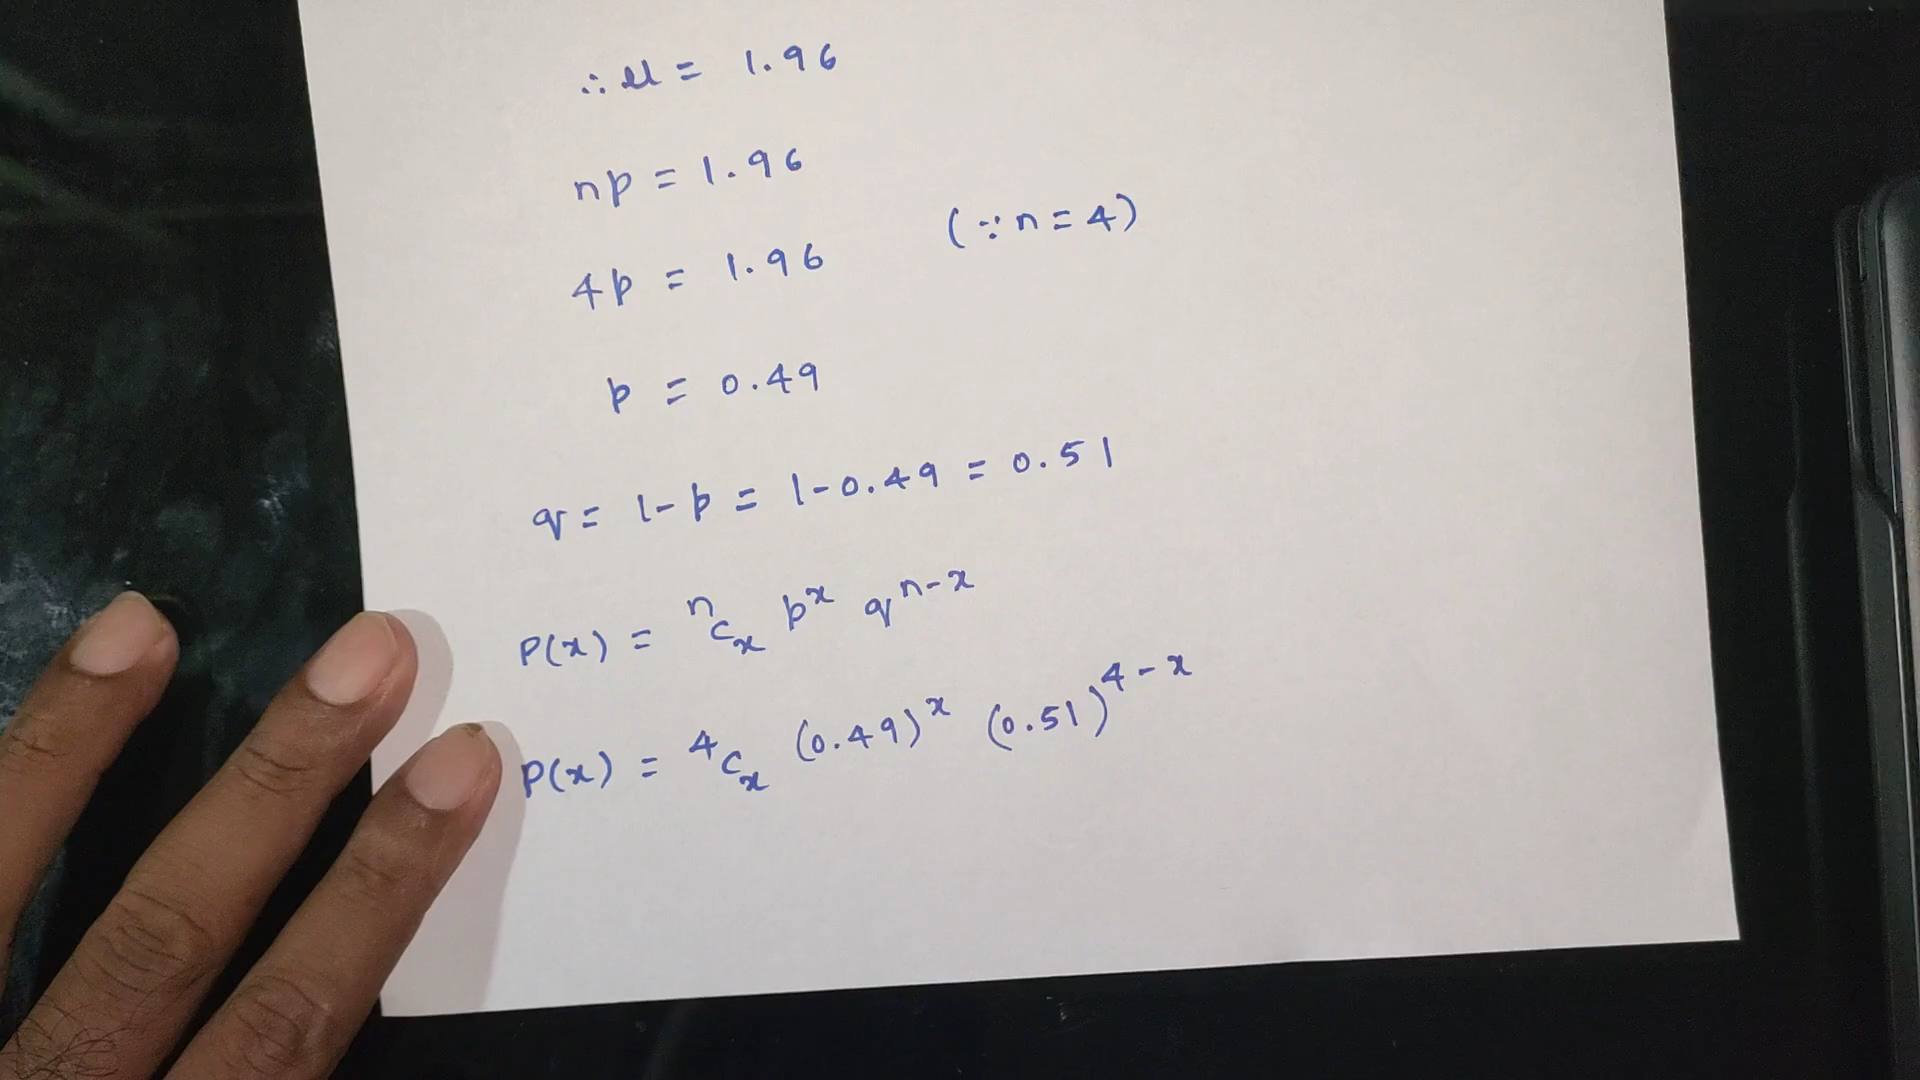 ∴ μ = 1.96
np = 1.96
4p = 1.96 (∵ n = 4)
p = 0.49
q = 1-p = 1-0.49 = 0.51
P(x) = ⁿCₓ pˣ qⁿ⁻ˣ
P(x) = ⁴Cₓ (0.49)ˣ (0.51)⁴⁻ˣ